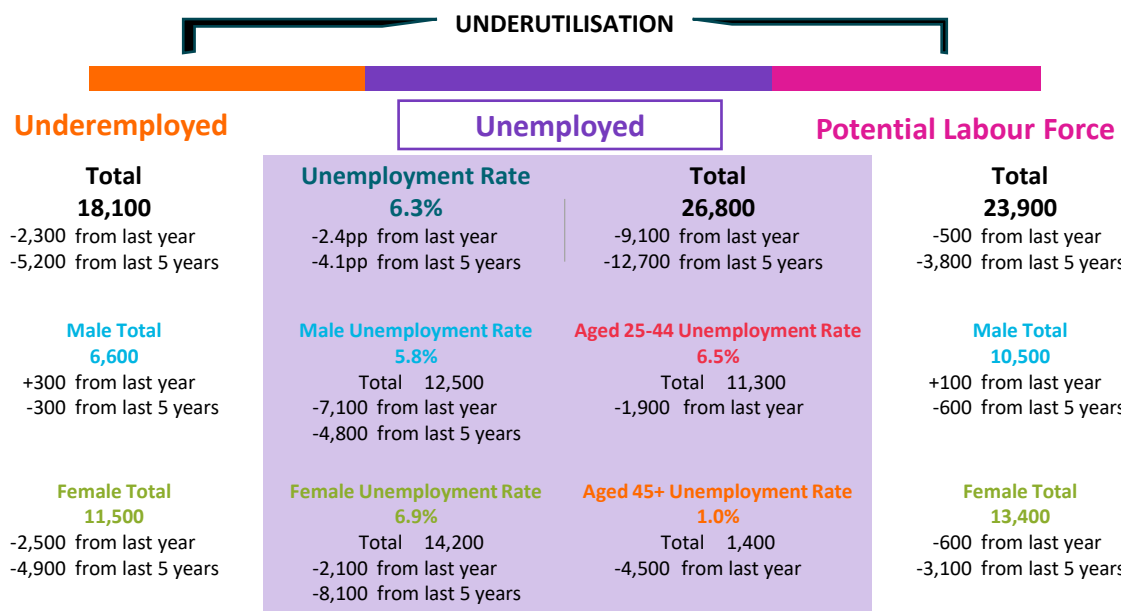 UNDERUTILISATION
Underemployed
Unemployed
Potential Labour Force
Total
18,100
-2,300 from last year
-5,200 from last 5 years
Unemployment Rate
6.3%
-2.4pp from last year
-4.1pp from last 5 years
Total
26,800
-9,100 from last year
-12,700 from last 5 years
Total
23,900
-500 from last year
-3,800 from last 5 years
Male Total
6,600
+300 from last year
-300 from last 5 years
Male Unemployment Rate
5.8%
Total 12,500
-7,100 from last year
-4,800 from last 5 years
Aged 25-44 Unemployment Rate
6.5%
Total 11,300
-1,900 from last year
Male Total
10,500
+100 from last year
-600 from last 5 years
Female Total
11,500
-2,500 from last year
-4,900 from last 5 years
Female Unemployment Rate
6.9%
Total 14,200
-2,100 from last year
-8,100 from last 5 years
Aged 45+ Unemployment Rate
1.0%
Total 1,400
-4,500 from last year
Female Total
13,400
-600 from last year
-3,100 from last 5 years